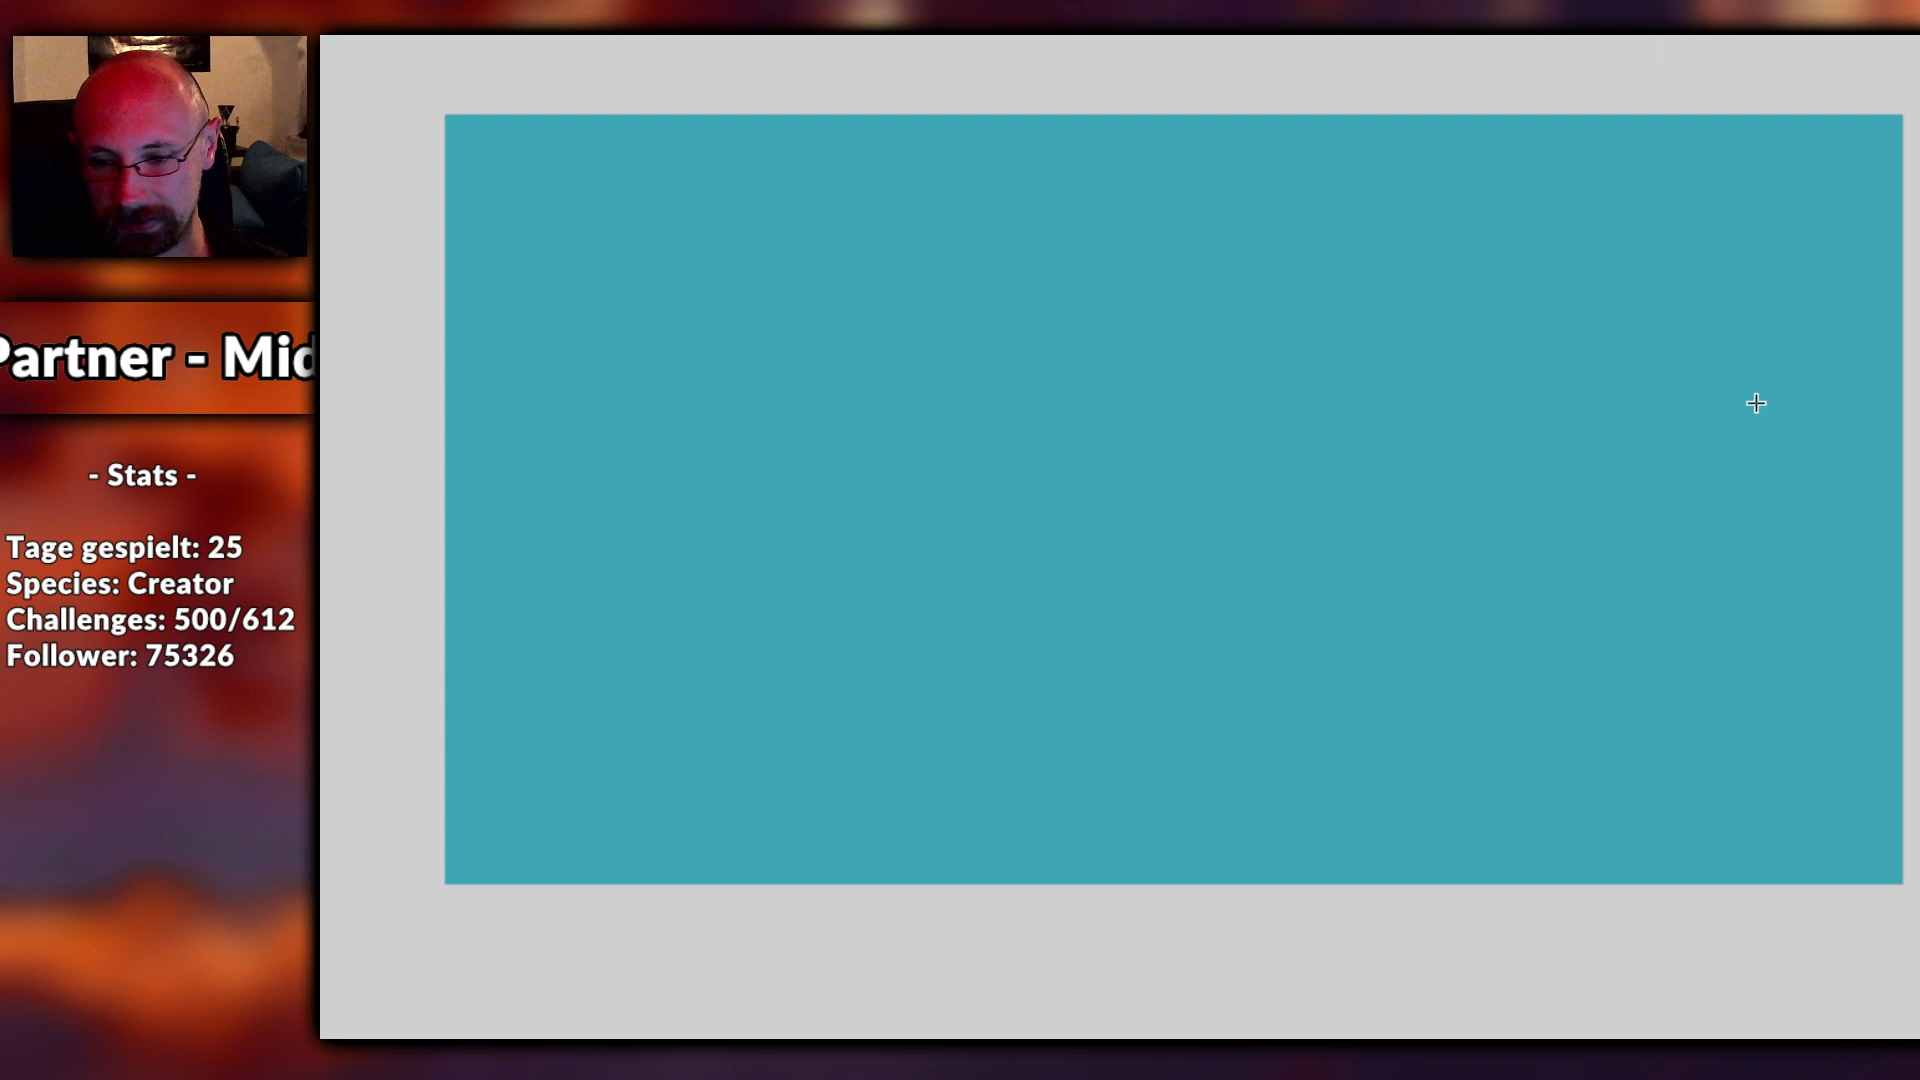 Partner - Mid
- Stats -
Tage gespielt: 25
Species: Creator
Challenges: 500/612
Follower: 75326